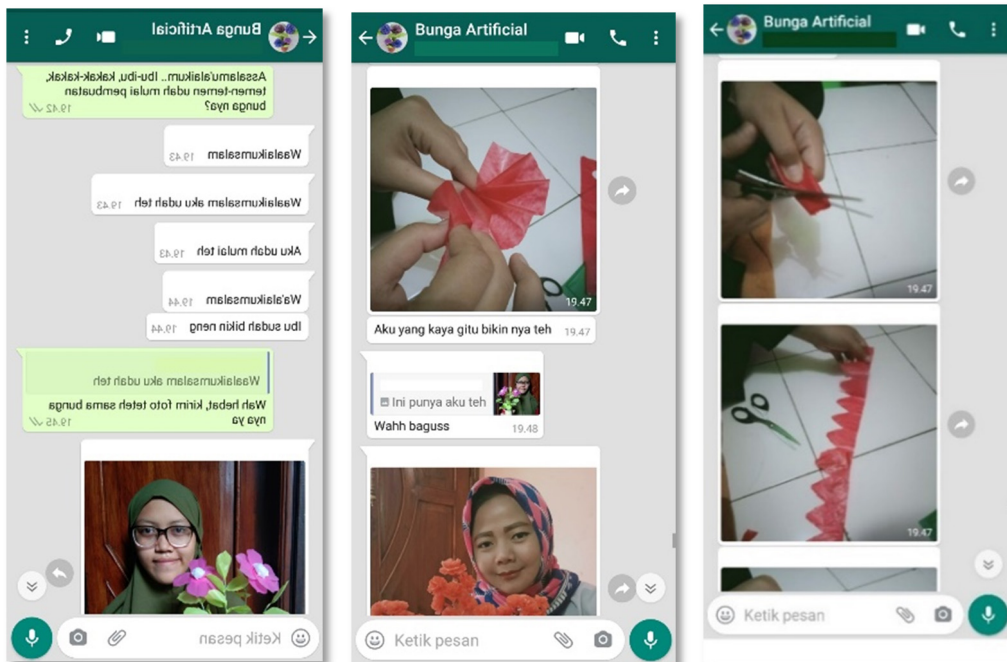 Bunga Artificial
Assalamu'alaikum.. Ibu-ibu, kakak-kakak,
temen-temen udah mulai pembuatan
bunga nya?
19.42
Waalaikumsalam 19.43
Waalaikumsalam aku udah teh 19.43
Aku udah mulai teh 19.43
Wa'alaikumsalam 19.44
Ibu sudah bikin neng 19.44
Waalaikumsalam aku udah teh
Wah hebat, kirim foto teteh sama bunga
nya ya 19.45
Ketik pesan
Bunga Artificial
19.47
Aku yang kaya gitu bikin nya teh 19.47
Ini punya aku teh
Wahh baguss 19.48
Ketik pesan
Bunga Artificial
19.47
19.47
Ketik pesan